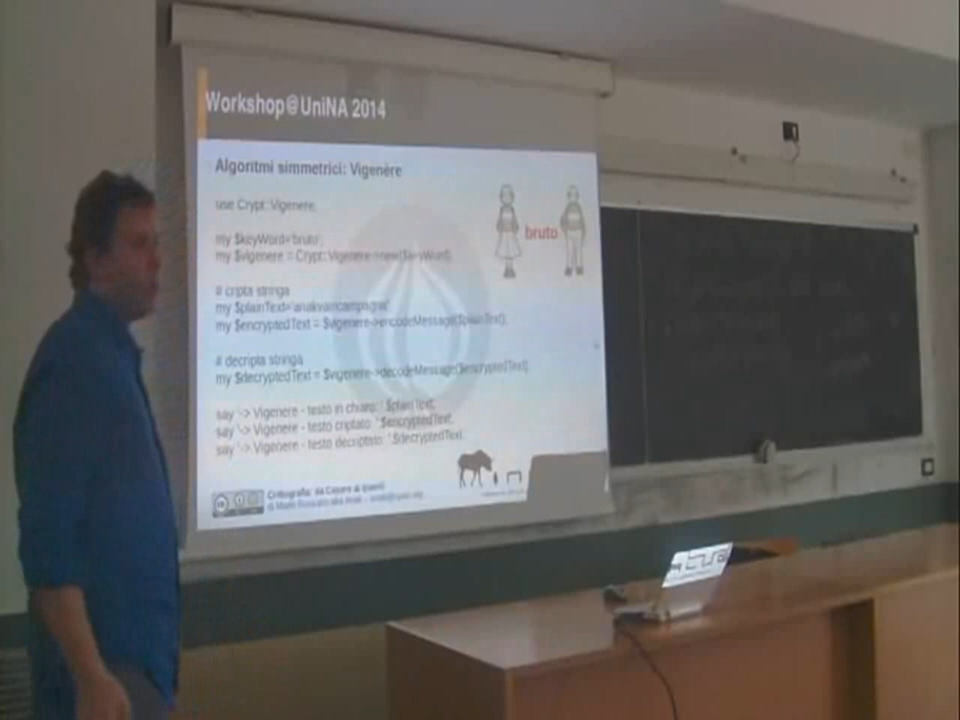 Workshop@UniNA 2014
Algoritmi simmetrici: Vigenère
use Crypt::Vigenere;
bruto
my $keyWord='bruto';
my $vigenere = Crypt::Vigenere->new($keyWord);
# cripta stringa
my $plainText=
my $encryptedText = $vigenere->encodeMessage($plainText);
# decripta stringa
my $decryptedText = $vigenere->decodeMessage($encryptedText);
say '-> Vigenere - testo in chiaro: '.$plainText;
say '-> Vigenere - testo criptato: '.$encryptedText;
say '-> Vigenere - testo decriptato: '.$decryptedText;
Crittografia: da Cesare ai